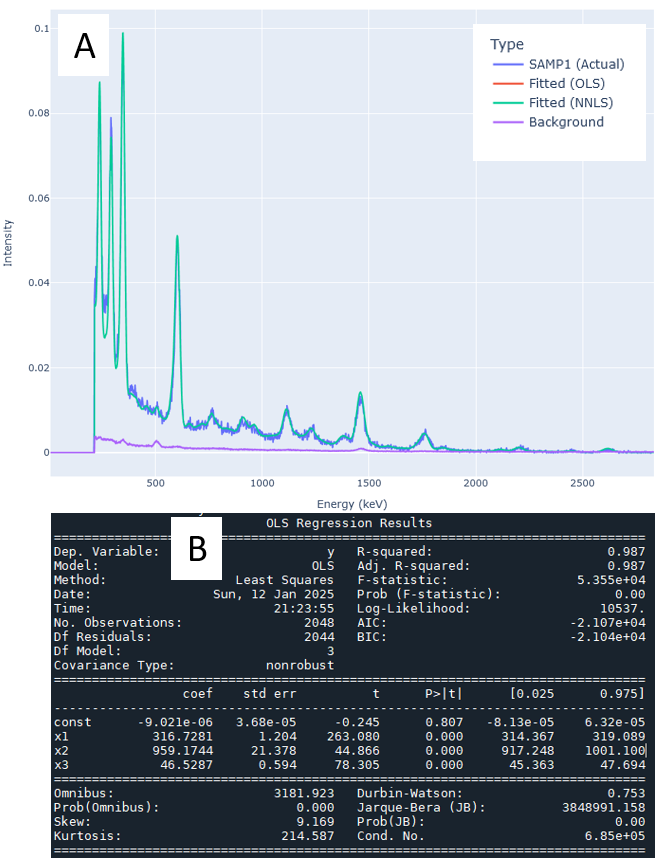 A
0.1
0.08
0.06
0.04
0.02
0
Intensity
Type
SAMP1 (Actual)
Fitted (OLS)
Fitted (NNLS)
Background
500
1000
1500
2000
2500
Energy (keV)
B
OLS Regression Results
Dep. Variable: y R-squared: 0.987
Model: OLS Adj. R-squared: 0.987
Method: Least Squares F-statistic: 5.355e+04
Date: Sun, 12 Jan 2025 Prob (F-statistic): 0.00
Time: 21:23:55 Log-Likelihood: 10537.
No. Observations: 2048 AIC: -2.107e+04
Df Residuals: 2044 BIC: -2.104e+04
Df Model: 3
Covariance Type: nonrobust
coef std err t P>|t| [0.025 0.975]
const -9.021e-06 3.68e-05 -0.245 0.807 -8.13e-05 6.32e-05
x1 316.7281 1.204 263.080 0.000 314.367 319.089
x2 959.1744 21.378 44.866 0.000 917.248 1001.100
x3 46.5287 0.594 78.305 0.000 45.363 47.694
Omnibus: 3181.923 Durbin-Watson: 0.753
Prob(Omnibus): 0.000 Jarque-Bera (JB): 3848991.158
Skew: 9.169 Prob(JB): 0.00
Kurtosis: 214.587 Cond. No. 6.85e+05